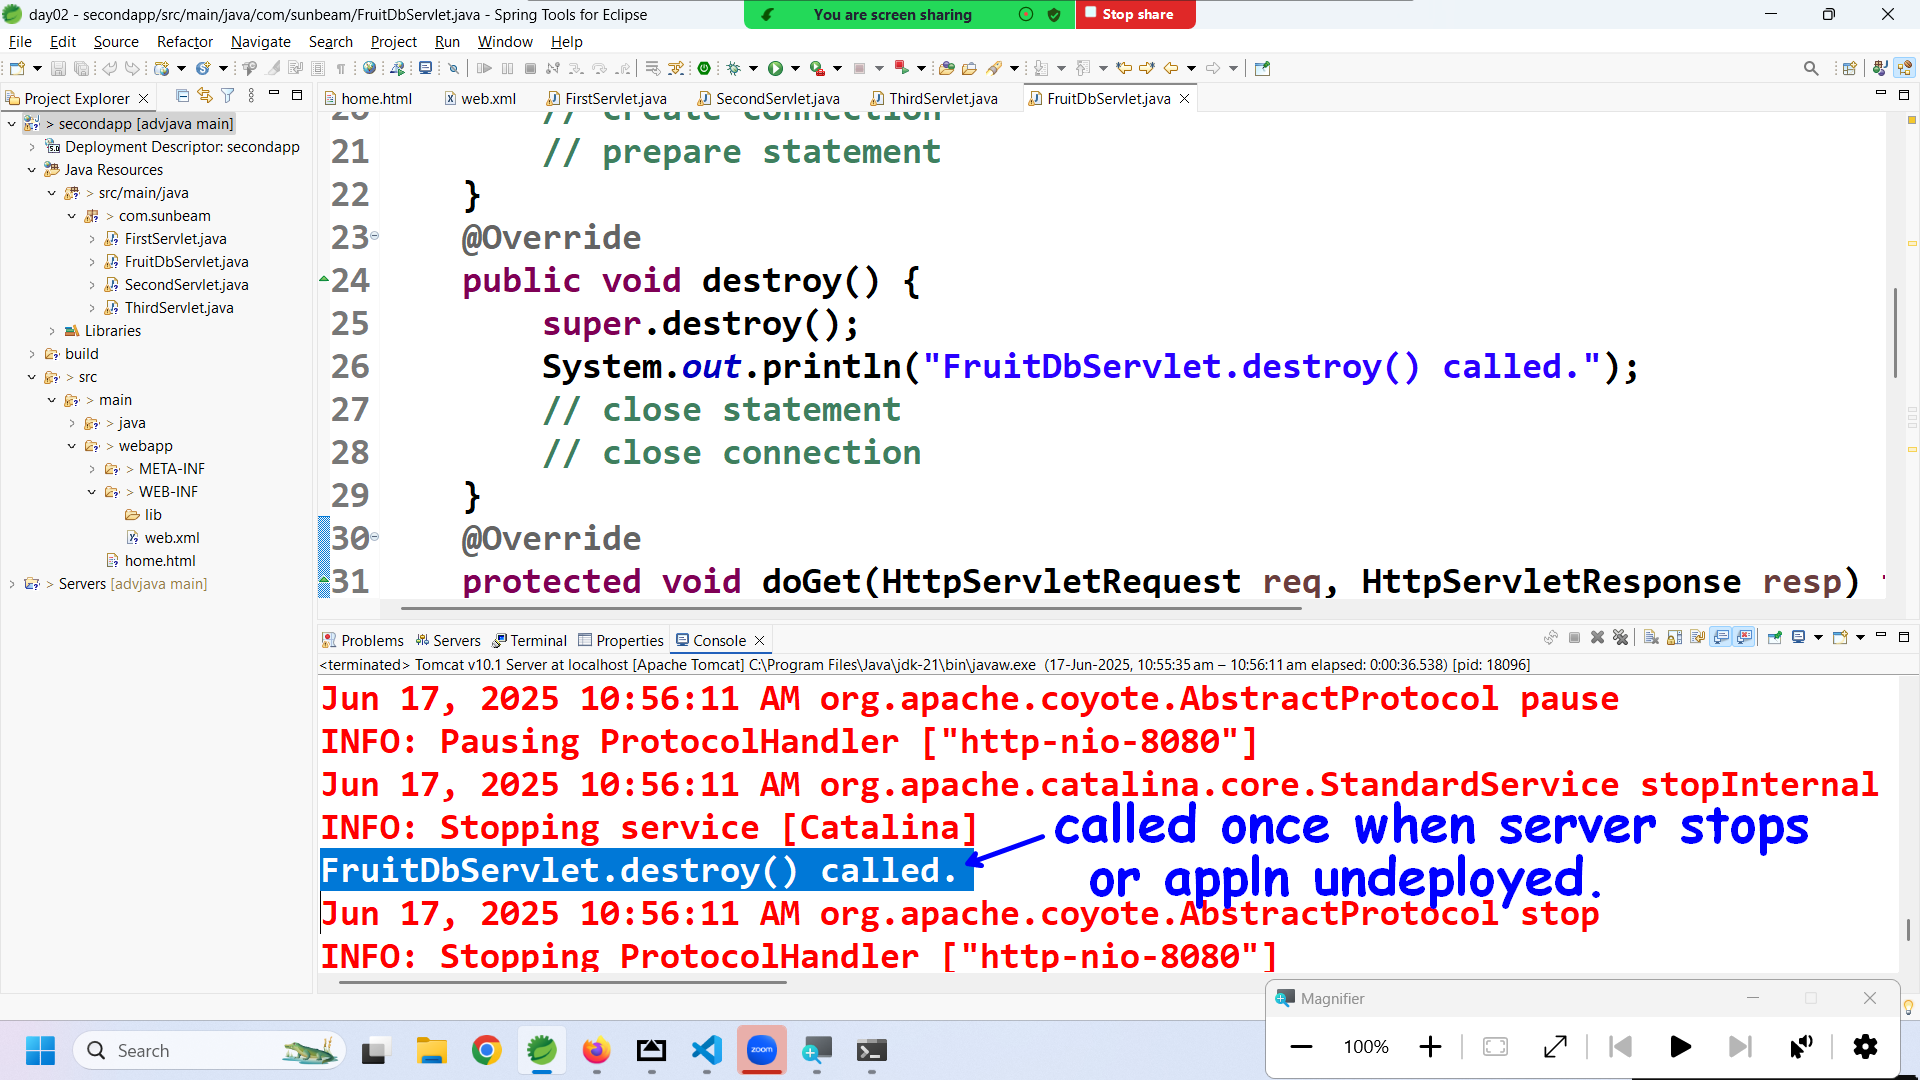 day02 - secondapp/src/main/java/com/sunbeam/FruitDbServlet.java - Spring Tools for Eclipse
You are screen sharing
Stop share
File Edit Source Refactor Navigate Search Project Run Window Help
Project Explorer
home.html web.xml FirstServlet.java SecondServlet.java ThirdServlet.java FruitDbServlet.java
> secondapp [advjava main]
Deployment Descriptor: secondapp
Java Resources
> src/main/java
> com.sunbeam
FirstServlet.java
FruitDbServlet.java
SecondServlet.java
ThirdServlet.java
Libraries
build
> src
> main
> java
> webapp
> META-INF
> WEB-INF
lib
web.xml
home.html
> Servers [advjava main]
20 // create connection
21 // prepare statement
22 }
23 @Override
24 public void destroy() {
25 super.destroy();
26 System.out.println("FruitDbServlet.destroy() called.");
27 // close statement
28 // close connection
29 }
30 @Override
31 protected void doGet(HttpServletRequest req, HttpServletResponse resp)
Problems Servers Terminal Properties Console
<terminated> Tomcat v10.1 Server at localhost [Apache Tomcat] C:\Program Files\Java\jdk-21\bin\javaw.exe (17-Jun-2025, 10:55:35 am – 10:56:11 am elapsed: 0:00:36.538) [pid: 18096]
Jun 17, 2025 10:56:11 AM org.apache.coyote.AbstractProtocol pause
INFO: Pausing ProtocolHandler ["http-nio-8080"]
Jun 17, 2025 10:56:11 AM org.apache.catalina.core.StandardService stopInternal
INFO: Stopping service [Catalina]
called once when server stops
FruitDbServlet.destroy() called.
or appln undeployed.
Jun 17, 2025 10:56:11 AM org.apache.coyote.AbstractProtocol stop
INFO: Stopping ProtocolHandler ["http-nio-8080"]
Magnifier
100%
Search
zoom